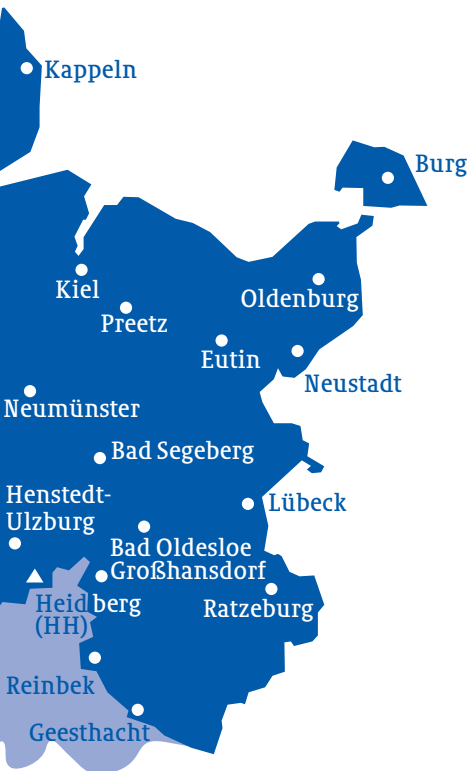 Kappeln
Burg
Kiel
Oldenburg
Preetz
Eutin
Neustadt
Neumünster
Bad Segeberg
Henstedt-
Ulzburg
Lübeck
Bad Oldesloe
Großhansdorf
Heidberg
(HH)
Ratzeburg
Reinbek
Geesthacht